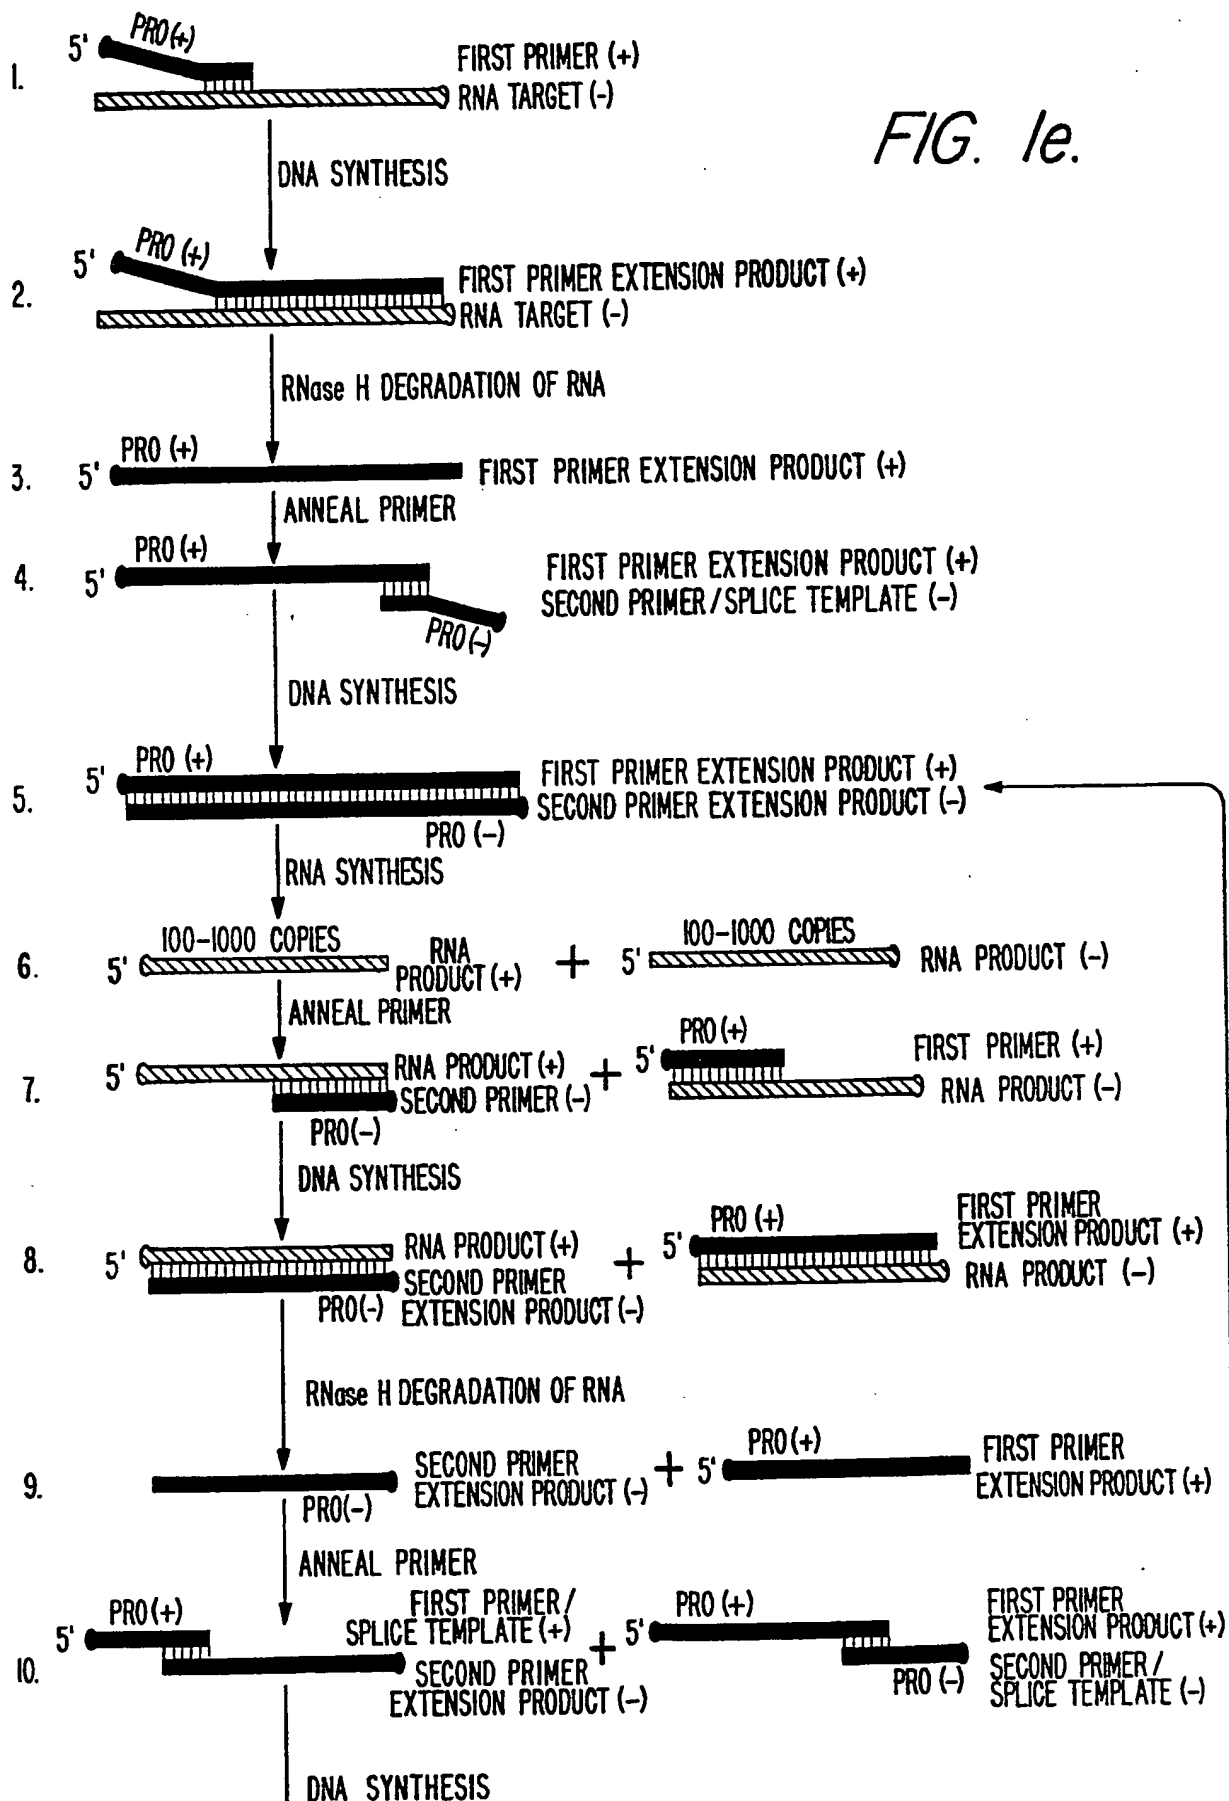 FIG. 1e.
1.
5'
PRO(+)
FIRST PRIMER (+)
RNA TARGET (-)
DNA SYNTHESIS
2.
5'
PRO (+)
FIRST PRIMER EXTENSION PRODUCT (+)
RNA TARGET (-)
RNase H DEGRADATION OF RNA
3.
5'
PRO (+)
FIRST PRIMER EXTENSION PRODUCT (+)
ANNEAL PRIMER
4.
5'
PRO (+)
FIRST PRIMER EXTENSION PRODUCT (+)
SECOND PRIMER/SPLICE TEMPLATE (-)
PRO(-)
DNA SYNTHESIS
5.
5'
PRO (+)
FIRST PRIMER EXTENSION PRODUCT (+)
SECOND PRIMER EXTENSION PRODUCT (-)
PRO (-)
RNA SYNTHESIS
6.
5'
100-1000 COPIES
RNA
PRODUCT (+)
+
5'
100-1000 COPIES
RNA PRODUCT (-)
ANNEAL PRIMER
7.
5'
RNA PRODUCT (+)
SECOND PRIMER (-)
PRO(-)
+
5'
PRO(+)
FIRST PRIMER (+)
RNA PRODUCT (-)
DNA SYNTHESIS
8.
5'
RNA PRODUCT (+)
SECOND PRIMER
EXTENSION PRODUCT (-)
PRO(-)
+
5'
PRO (+)
FIRST PRIMER
EXTENSION PRODUCT (+)
RNA PRODUCT (-)
RNase H DEGRADATION OF RNA
9.
SECOND PRIMER
EXTENSION PRODUCT (-)
PRO(-)
+
5'
PRO (+)
FIRST PRIMER
EXTENSION PRODUCT (+)
ANNEAL PRIMER
10.
5'
PRO(+)
FIRST PRIMER/
SPLICE TEMPLATE (+)
SECOND PRIMER
EXTENSION PRODUCT (-)
+
5'
PRO (+)
FIRST PRIMER
EXTENSION PRODUCT (+)
SECOND PRIMER/
SPLICE TEMPLATE (-)
PRO (-)
DNA SYNTHESIS